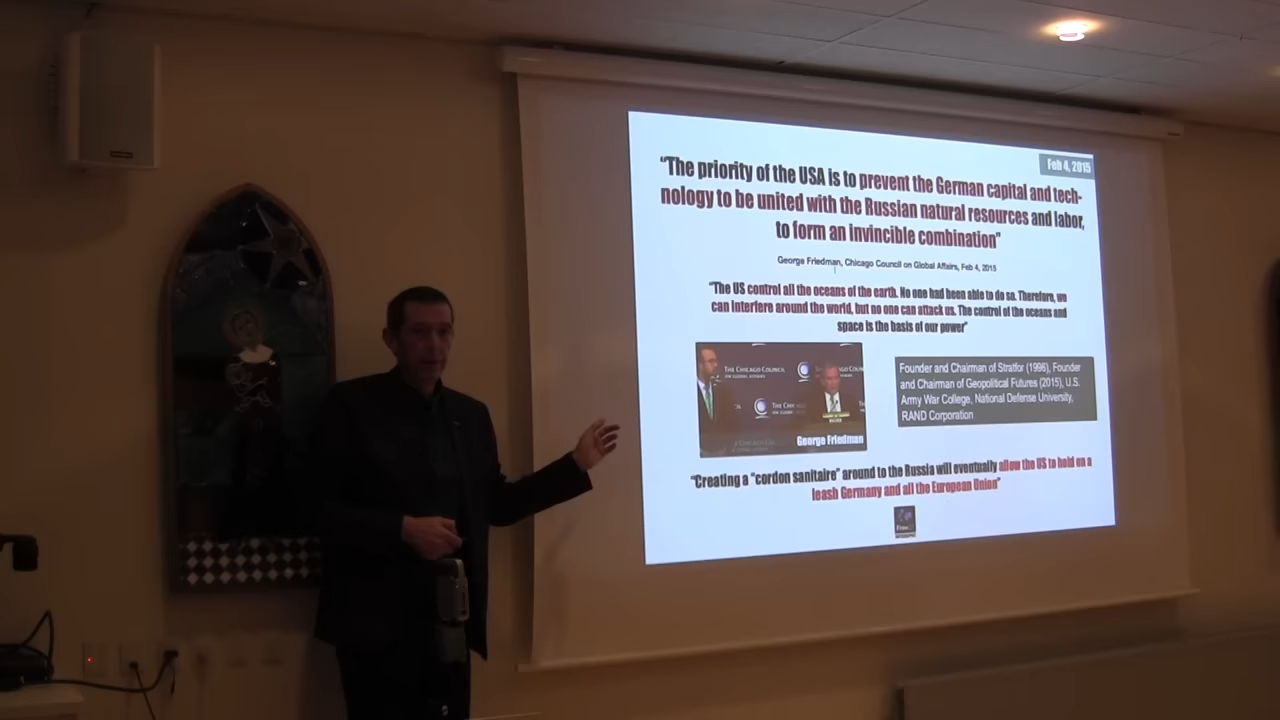 Feb 4, 2015
“The priority of the USA is to prevent the German capital and tech-
nology to be united with the Russian natural resources and labor,
to form an invincible combination”
George Friedman, Chicago Council on Global Affairs, Feb 4, 2015
“The US control all the oceans of the earth. No one had been able to do so. Therefore, we
can interfere around the world, but no one can attack us. The control of the oceans and
space is the basis of our power”
THE CHICAGO COUNCIL
ON GLOBAL AFFAIRS
George Friedman
Founder and Chairman of Stratfor (1996), Founder
and Chairman of Geopolitical Futures (2015), U.S.
Army War College, National Defense University,
RAND Corporation
“Creating a “cordon sanitaire” around to the Russia will eventually allow the US to hold on a
leash Germany and all the European Union”